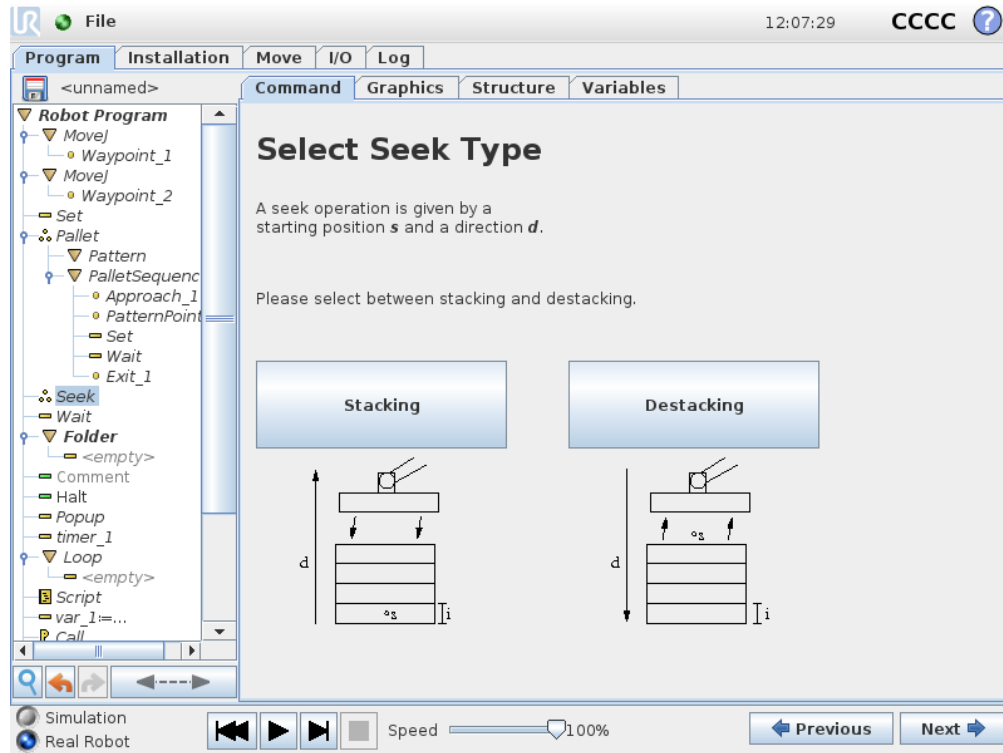 UR File 12:07:29 CCCC ?
Program Installation Move I/O Log
<unnamed>
Command Graphics Structure Variables
Robot Program
MoveJ
Waypoint_1
MoveJ
Waypoint_2
Set
Pallet
Pattern
PalletSequenc
Approach_1
PatternPoint
Set
Wait
Exit_1
Seek
Wait
Folder
<empty>
Comment
Halt
Popup
timer_1
Loop
<empty>
Script
var_1:=...
P Call
Select Seek Type
A seek operation is given by a
starting position s and a direction d.
Please select between stacking and destacking.
Stacking Destacking
d s i
d s i
Simulation
Real Robot
Speed 100%
Previous Next